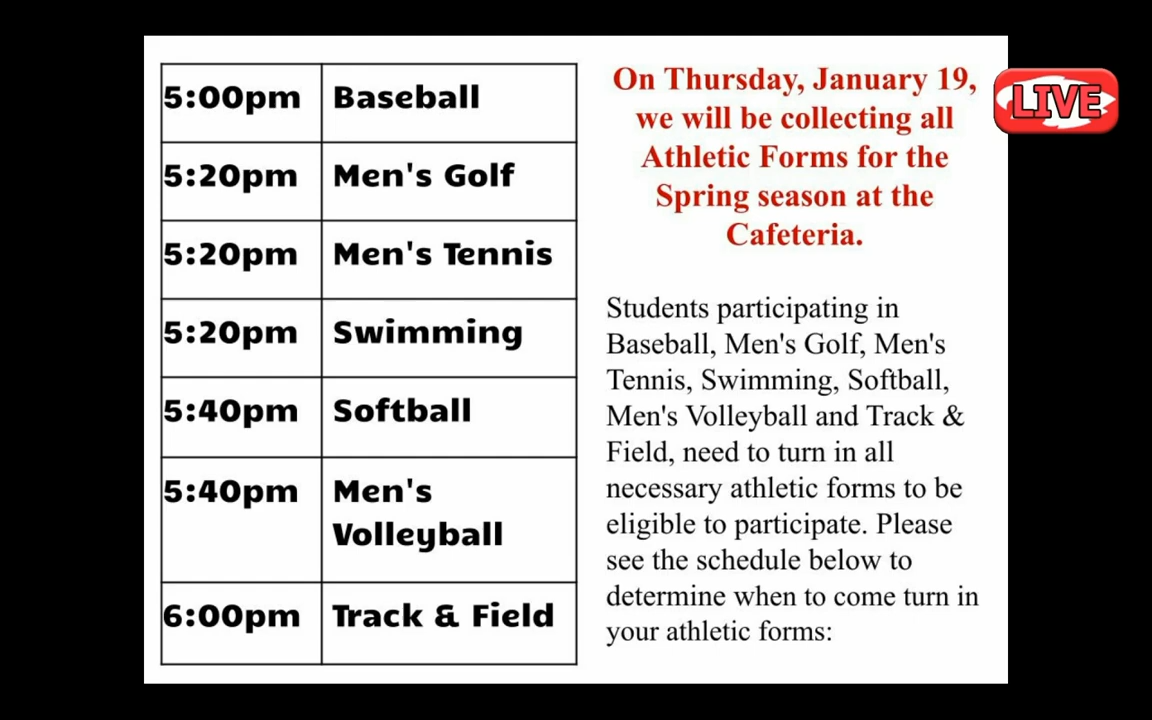 5:00pm Baseball
5:20pm Men's Golf
5:20pm Men's Tennis
5:20pm Swimming
5:40pm Softball
5:40pm Men's
Volleyball
6:00pm Track & Field
On Thursday, January 19,
we will be collecting all
Athletic Forms for the
Spring season at the
Cafeteria.
Students participating in
Baseball, Men's Golf, Men's
Tennis, Swimming, Softball,
Men's Volleyball and Track &
Field, need to turn in all
necessary athletic forms to be
eligible to participate. Please
see the schedule below to
determine when to come turn in
your athletic forms:
LIVE